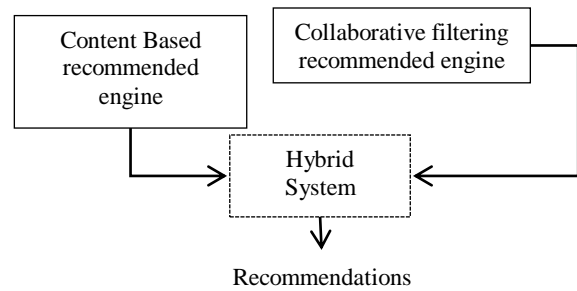 Content Based
recommended
engine
Collaborative filtering
recommended engine
Hybrid
System
Recommendations